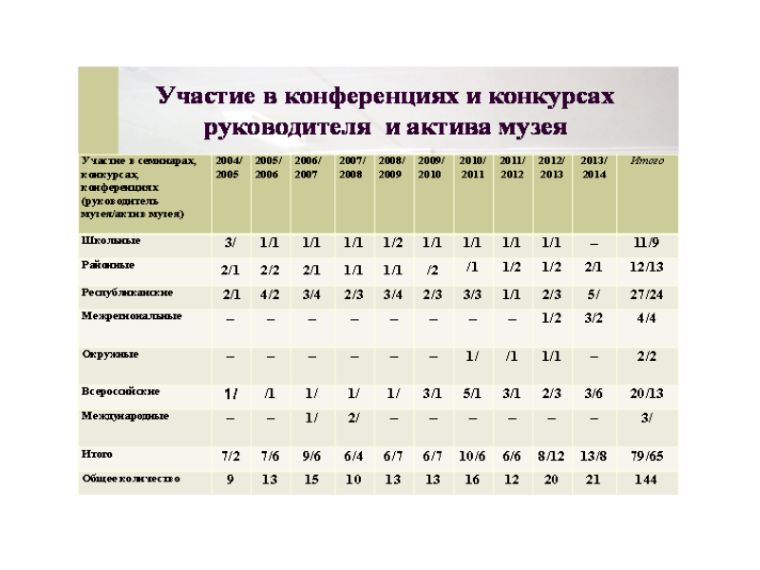 Участие в конференциях и конкурсах
руководителя и актива музея
Участие в семинарах, конкурсах, конференциях (руководитель музея/актив музея) 2004/2005 2005/2006 2006/2007 2007/2008 2008/2009 2009/2010 2010/2011 2011/2012 2012/2013 2013/2014 Итого
Школьные 3/ 1/1 1/1 1/1 1/2 1/1 1/1 1/1 1/1 – 11/9
Районные 2/1 2/2 2/1 1/1 1/1 /2 /1 1/2 1/2 2/1 12/13
Республиканские 2/1 4/2 3/4 2/3 3/4 2/3 3/3 1/1 2/3 5/ 27/24
Межрегиональные – – – – – – – – 1/2 3/2 4/4
Окружные – – – – – – 1/ /1 1/1 – 2/2
Всероссийские 1/ /1 1/ 1/ 1/ 3/1 5/1 3/1 2/3 3/6 20/13
Международные – – 1/ 2/ – – – – – – 3/
Итого 7/2 7/6 9/6 6/4 6/7 6/7 10/6 6/6 8/12 13/8 79/65
Общее количество 9 13 15 10 13 13 16 12 20 21 144